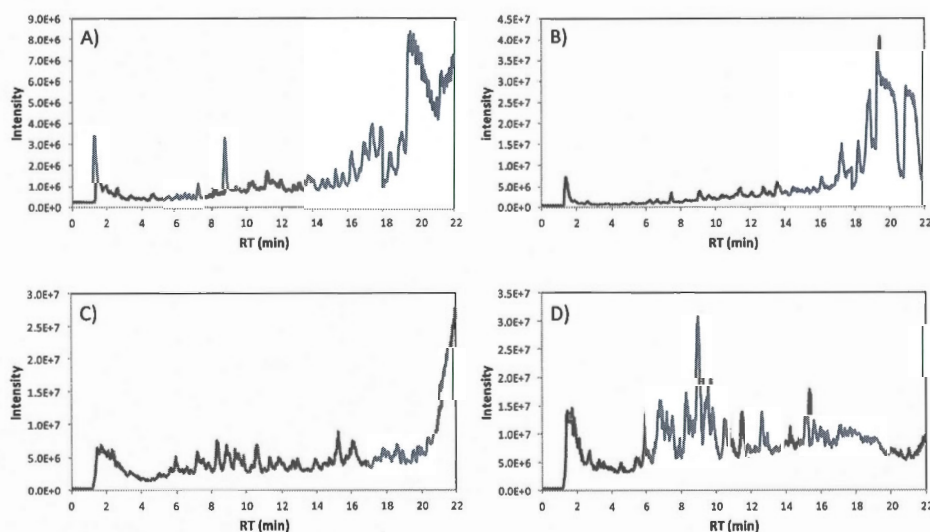 A)
Intensity
9.0E+6
8.0E+6
7.0E+6
6.0E+6
5.0E+6
4.0E+6
3.0E+6
2.0E+6
1.0E+6
0.0E+0
0 2 4 6 8 10 12 14 16 18 20 22
RT (min)
B)
intensity
4.5E+7
4.0E+7
3.5E+7
3.0E+7
2.5E+7
2.0E+7
1.5E+7
1.0E+7
5.0E+6
0.0E+0
0 2 4 6 8 10 12 14 16 18 20 22
RT (min)
C)
Intensity
3.0E+7
2.5E+7
2.0E+7
1.5E+7
1.0E+7
5.0E+6
0.0E+0
0 2 4 6 8 10 12 14 16 18 20 22
RT (min)
D)
Intensity
3.5E+7
3.0E+7
2.5E+7
2.0E+7
1.5E+7
1.0E+7
5.0E+6
0.0E+0
0 2 4 6 8 10 12 14 16 18 20 22
RT (min)